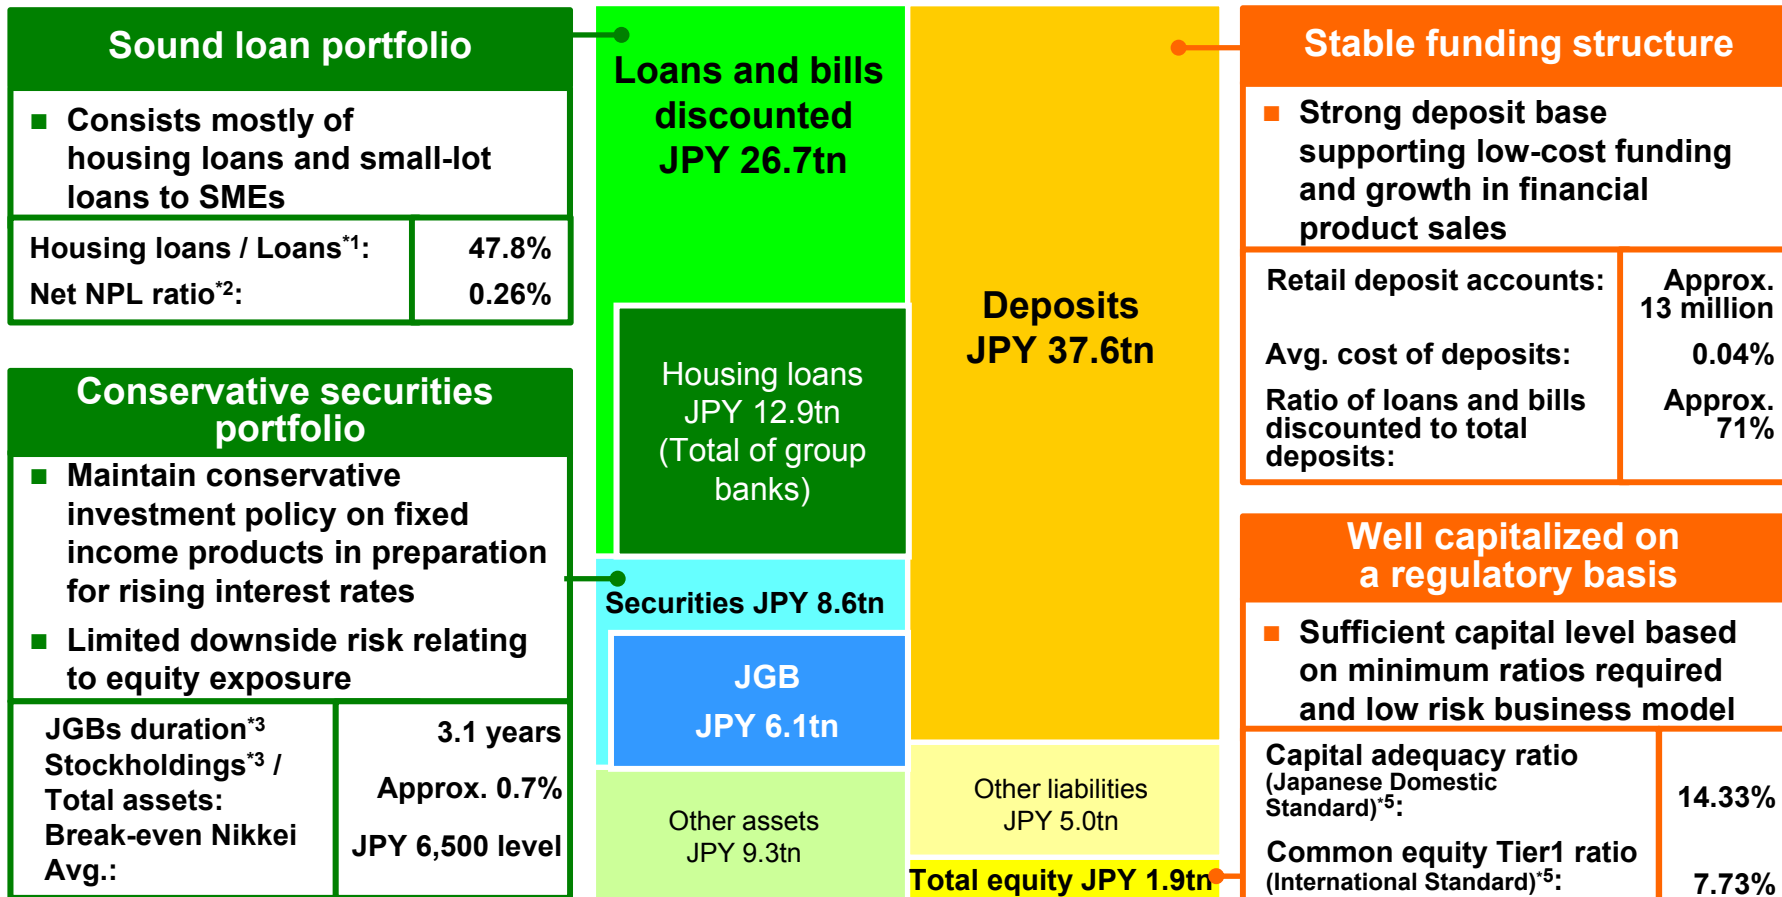 Sound loan portfolio
■ Consists mostly of
housing loans and small-lot
loans to SMEs
Housing loans / Loans*1: 47.8%
Net NPL ratio*2: 0.26%
Conservative securities
portfolio
■ Maintain conservative
investment policy on fixed
income products in preparation
for rising interest rates
■ Limited downside risk relating
to equity exposure
JGBs duration*3 3.1 years
Stockholdings*3 /
Total assets: Approx. 0.7%
Break-even Nikkei
Avg.: JPY 6,500 level
Loans and bills
discounted
JPY 26.7tn
Housing loans
JPY 12.9tn
(Total of group
banks)
Securities JPY 8.6tn
JGB
JPY 6.1tn
Other assets
JPY 9.3tn
Deposits
JPY 37.6tn
Other liabilities
JPY 5.0tn
Total equity JPY 1.9tn
Stable funding structure
■ Strong deposit base
supporting low-cost funding
and growth in financial
product sales
Retail deposit accounts: Approx.
13 million
Avg. cost of deposits: 0.04%
Ratio of loans and bills Approx.
discounted to total 71%
deposits:
Well capitalized on
a regulatory basis
■ Sufficient capital level based
on minimum ratios required
and low risk business model
Capital adequacy ratio
(Japanese Domestic
Standard)*5: 14.33%
Common equity Tier1 ratio
(International Standard)*5: 7.73%